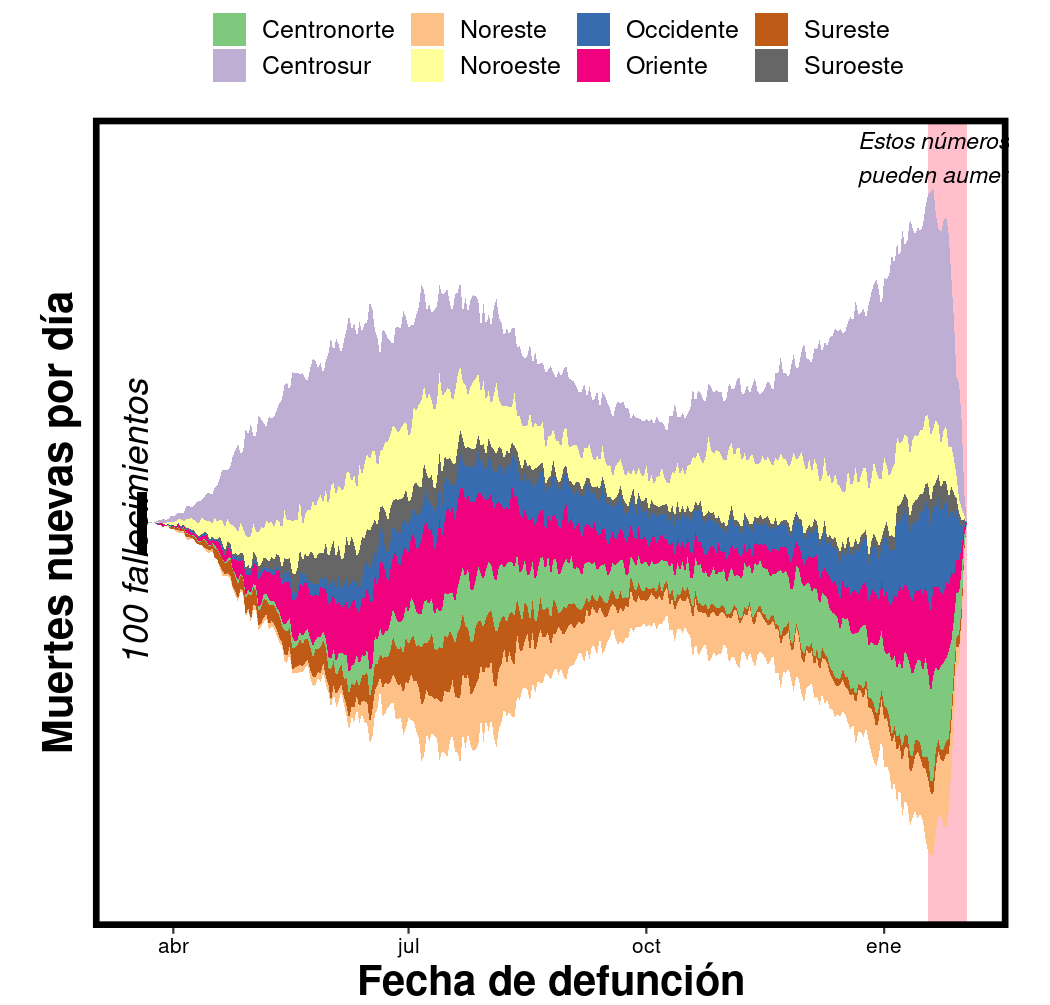 Centronorte Noreste Occidente Sureste
Centrosur Noroeste Oriente Suroeste
Estos números
pueden aumen
Muertes nuevas por día
100 fallecimientos
abr jul oct ene
Fecha de defunción